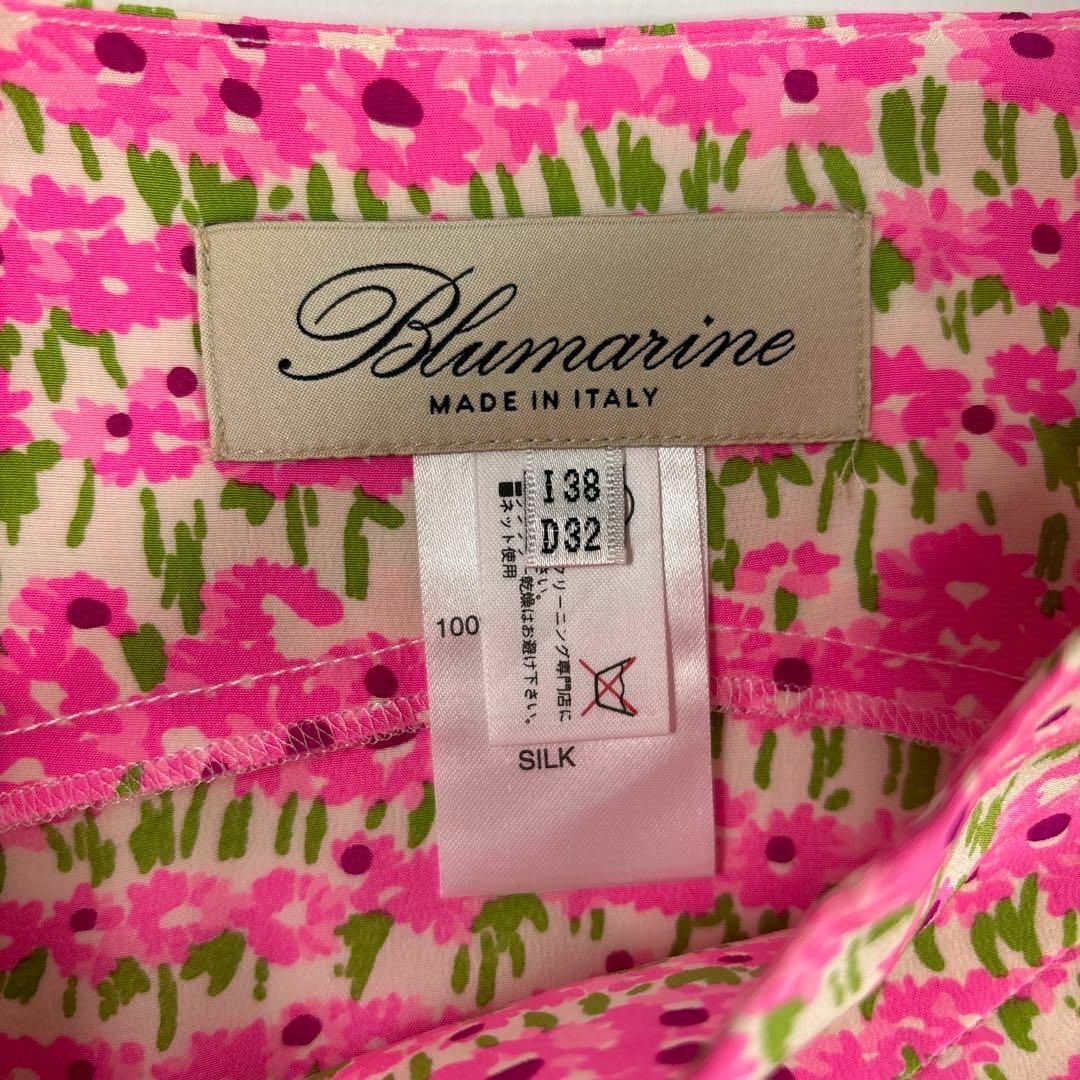 Blumarine
MADE IN ITALY
I 38
D32
ネット使用
い。
乾燥はお避け下さい。
クリーニング専門店に
100
SILK